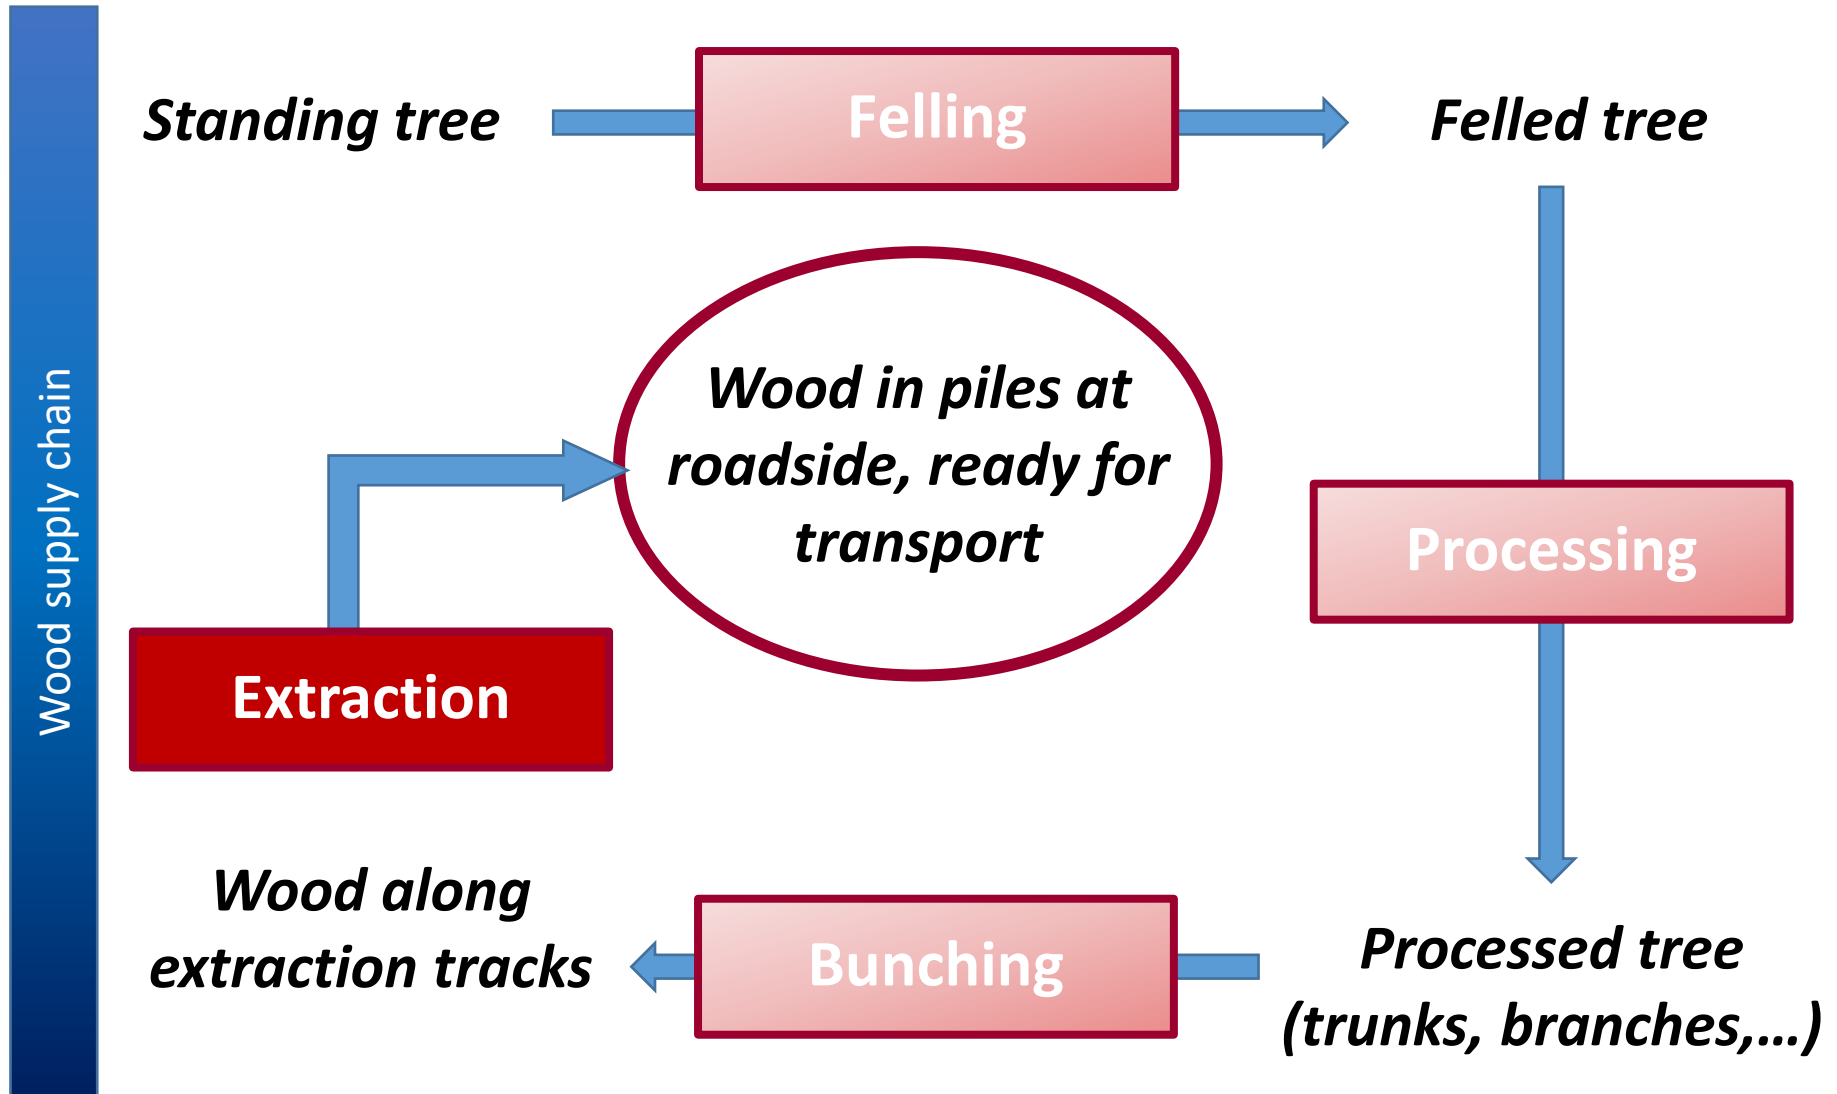 Wood supply chain
Standing tree
Felling
Felled tree
Processing
Processed tree
(trunks, branches,...)
Bunching
Wood along
extraction tracks
Extraction
Wood in piles at
roadside, ready for
transport